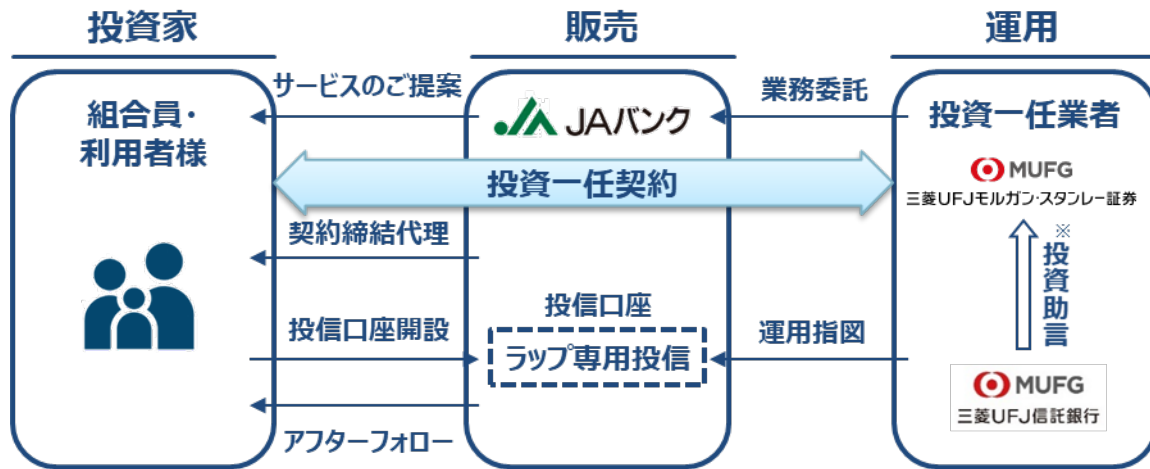 投資家
販売
運用
サービスのご提案
業務委託
組合員・
利用者様
JAバンク
投資一任業者
投資一任契約
MUFG
三菱UFJモルガン・スタンレー証券
契約締結代理
※投資助言
投信口座
投信口座開設
ラップ専用投信
運用指図
MUFG
三菱UFJ信託銀行
アフターフォロー